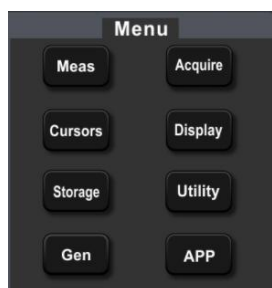 Menu
Meas Acquire
Cursors Display
Storage Utility
Gen APP